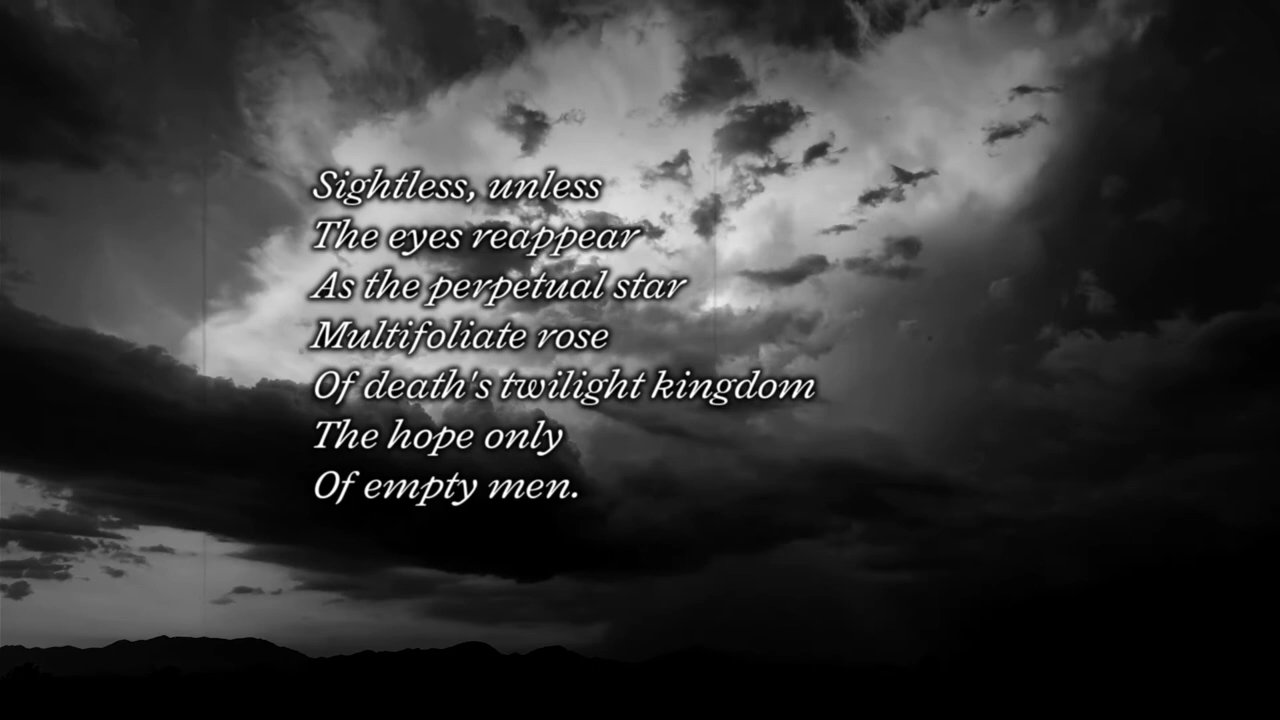 Sightless, unless
The eyes reappear
As the perpetual star
Multifoliate rose
Of death's twilight kingdom
The hope only
Of empty men.